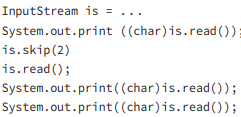 InputStream is = ...
System.out.print ((char)is.read());
is.skip(2)
is.read();
System.out.print((char)is.read());
System.out.print((char)is.read());